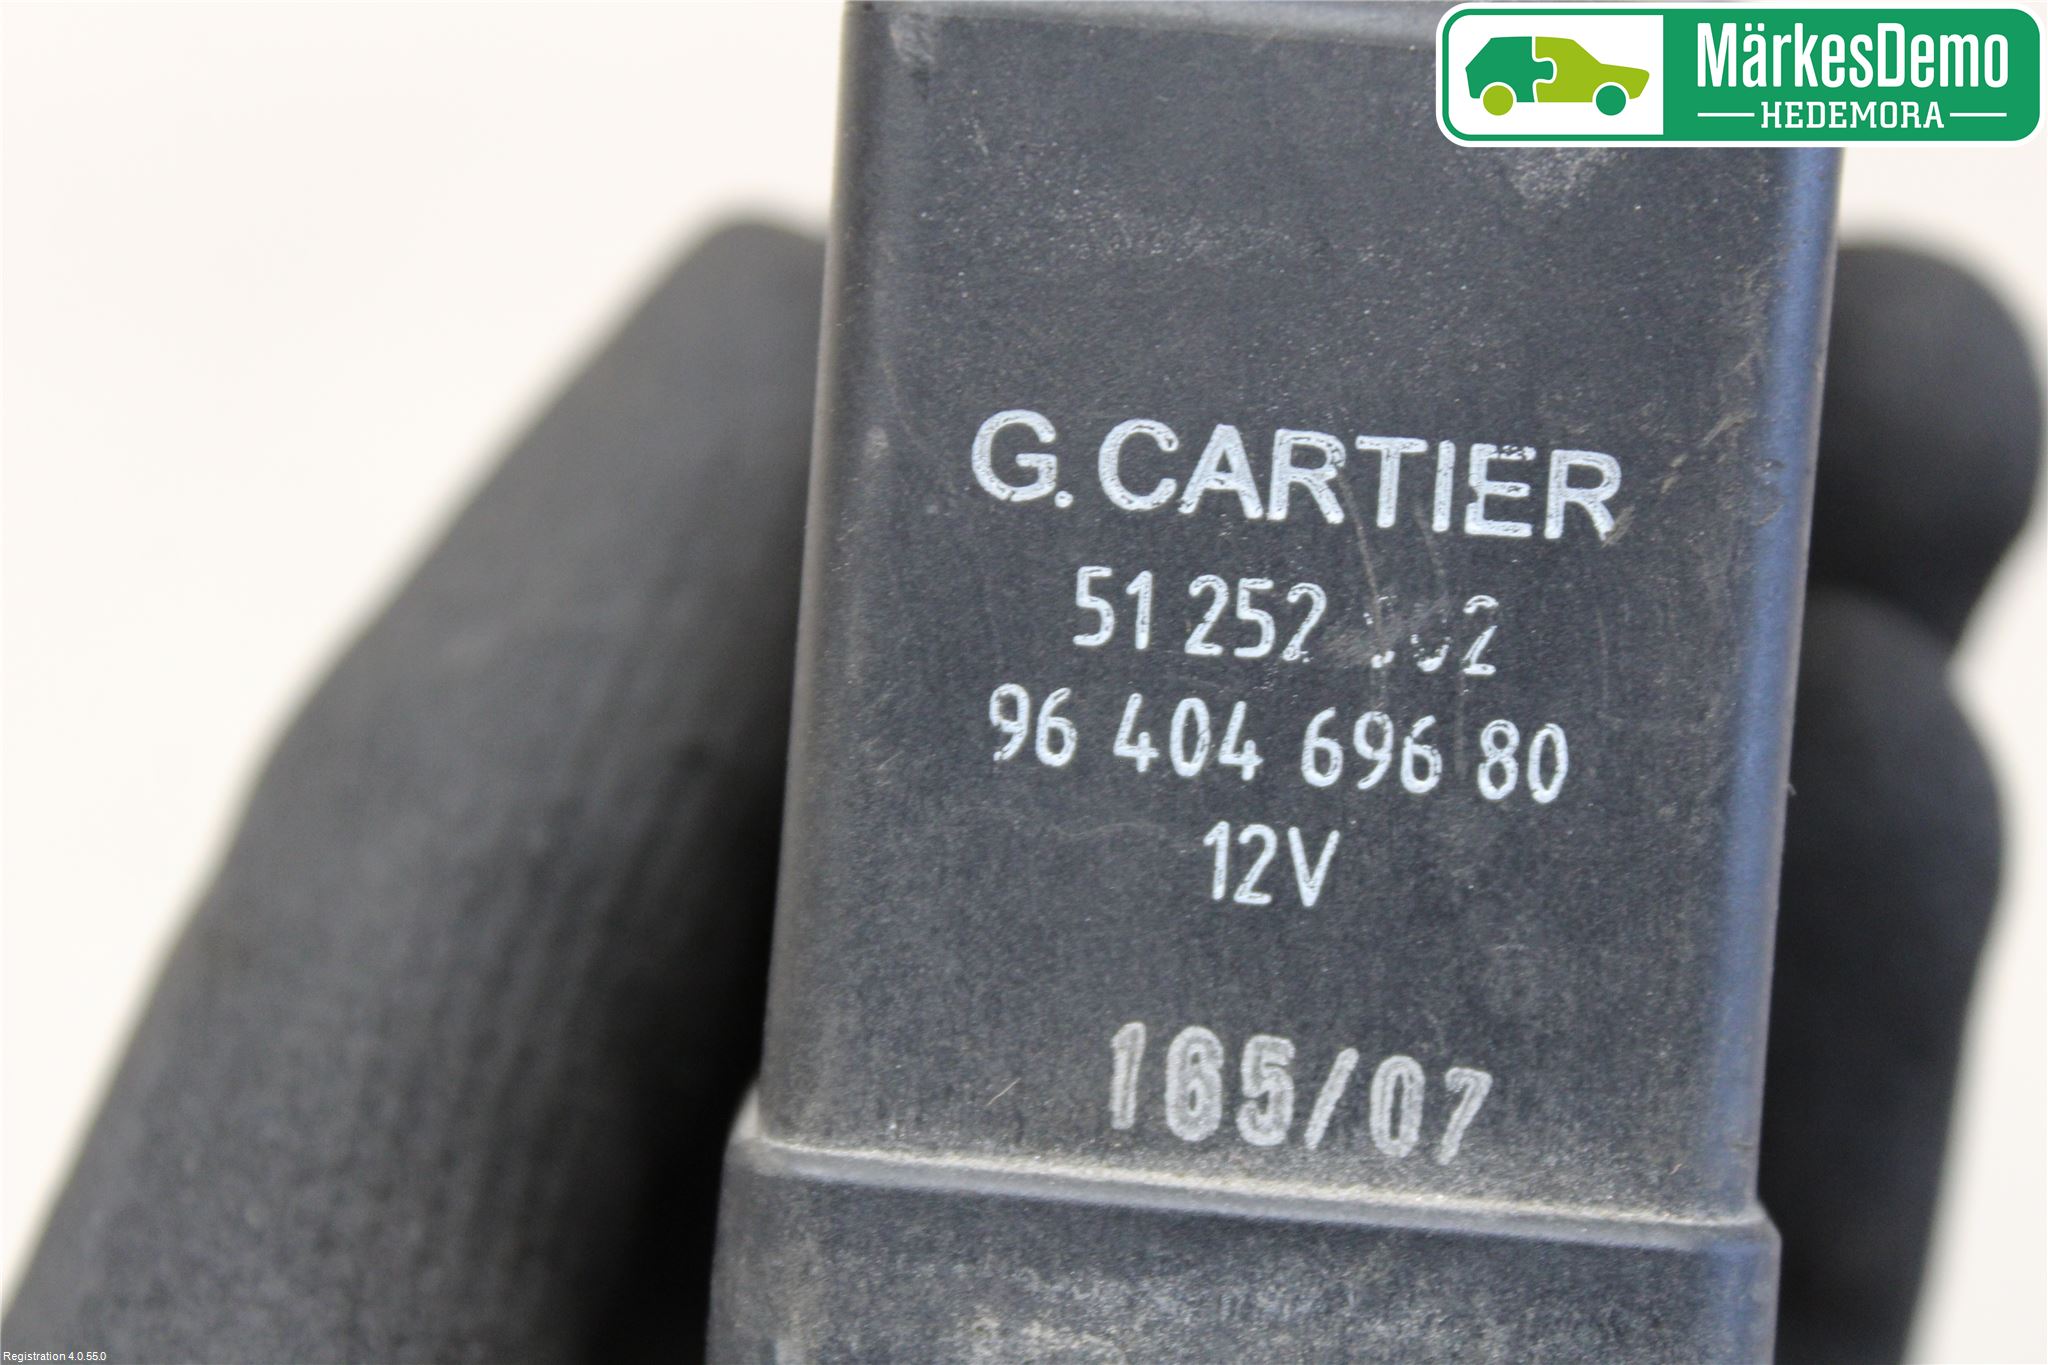 MärkesDemo
HEDEMORA
G. CARTIER
51 252
96 404 696 80
12V
165/07
Registration 4.0.55.0